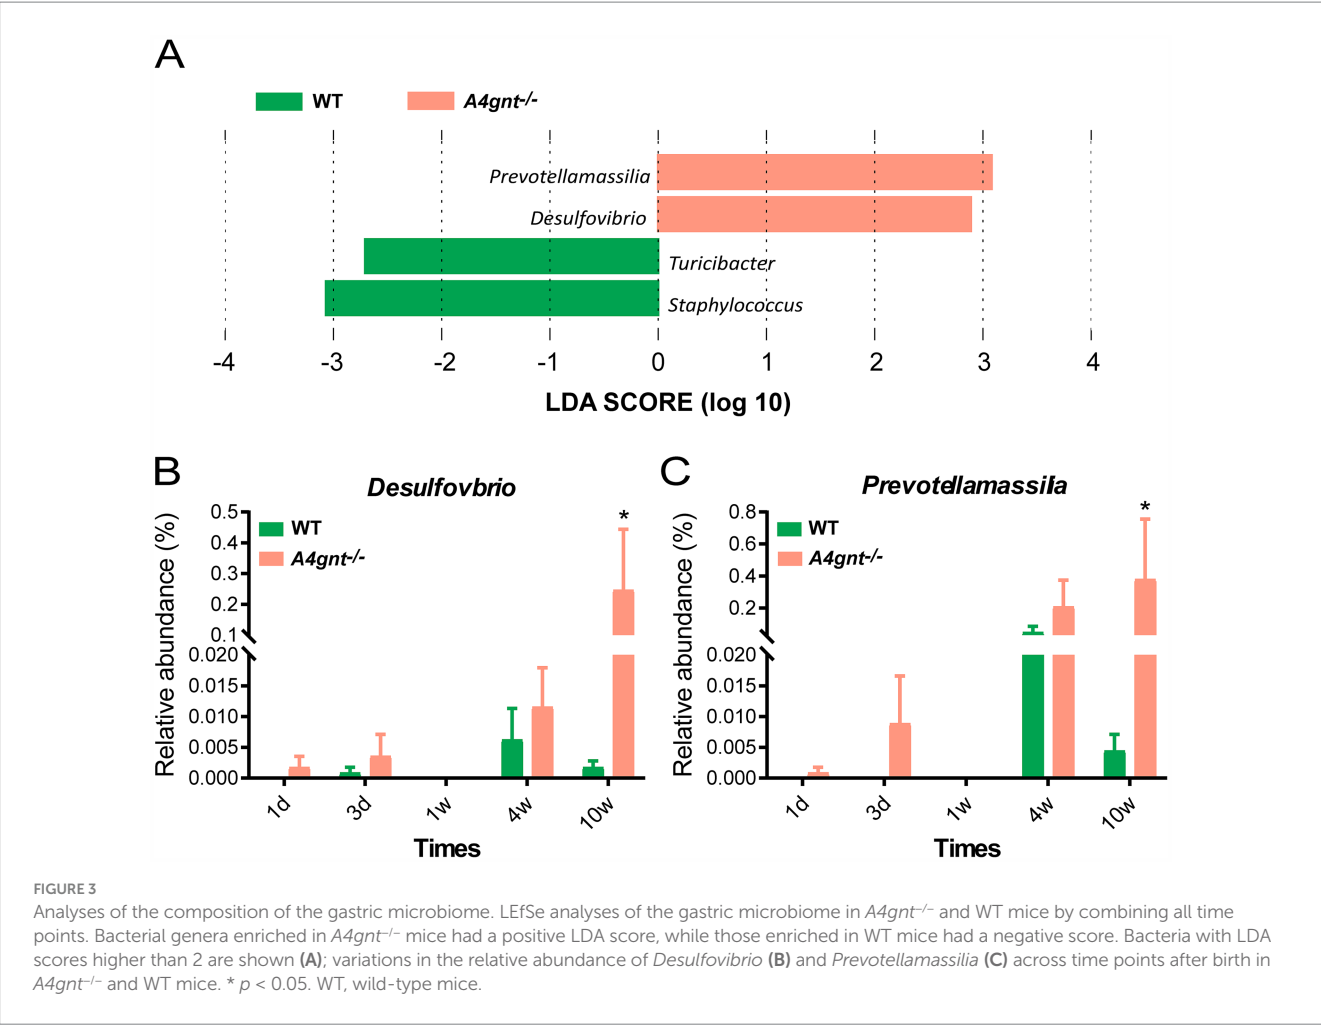 A
WT
A4gnt-/-
Prevotellamassilia
Desulfovibrio
Turicibacter
Staphylococcus
-4 -3 -2 -1 0 1 2 3 4
LDA SCORE (log 10)
B
Desulfovbrio
Relative abundance (%)
WT
A4gnt-/-
*
0.5
0.4
0.3
0.2
0.1
0.020
0.015
0.010
0.005
0.000
1d 3d 1w 4w 10w
Times
C
Prevotellamassila
Relative abundance (%)
WT
A4gnt-/-
*
0.8
0.6
0.4
0.2
0.020
0.015
0.010
0.005
0.000
1d 3d 1w 4w 10w
Times
FIGURE 3
Analyses of the composition of the gastric microbiome. LEfSe analyses of the gastric microbiome in A4gnt−/− and WT mice by combining all time
points. Bacterial genera enriched in A4gnt−/− mice had a positive LDA score, while those enriched in WT mice had a negative score. Bacteria with LDA
scores higher than 2 are shown (A); variations in the relative abundance of Desulfovibrio (B) and Prevotellamassilia (C) across time points after birth in
A4gnt−/− and WT mice. * p < 0.05. WT, wild-type mice.